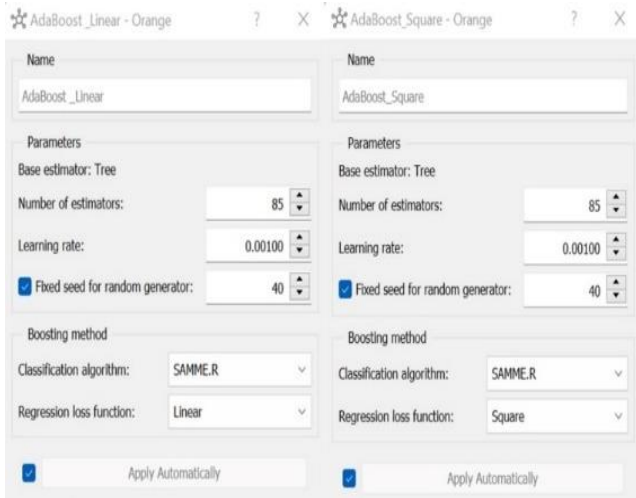 AdaBoost _Linear - Orange ? X
Name
AdaBoost _Linear
Parameters
Base estimator: Tree
Number of estimators: 85
Learning rate: 0.00100
Fixed seed for random generator: 40
Boosting method
Classification algorithm: SAMME.R
Regression loss function: Linear
Apply Automatically
AdaBoost_Square - Orange ? X
Name
AdaBoost_Square
Parameters
Base estimator: Tree
Number of estimators: 85
Learning rate: 0.00100
Fixed seed for random generator: 40
Boosting method
Classification algorithm: SAMME.R
Regression loss function: Square
Apply Automatically